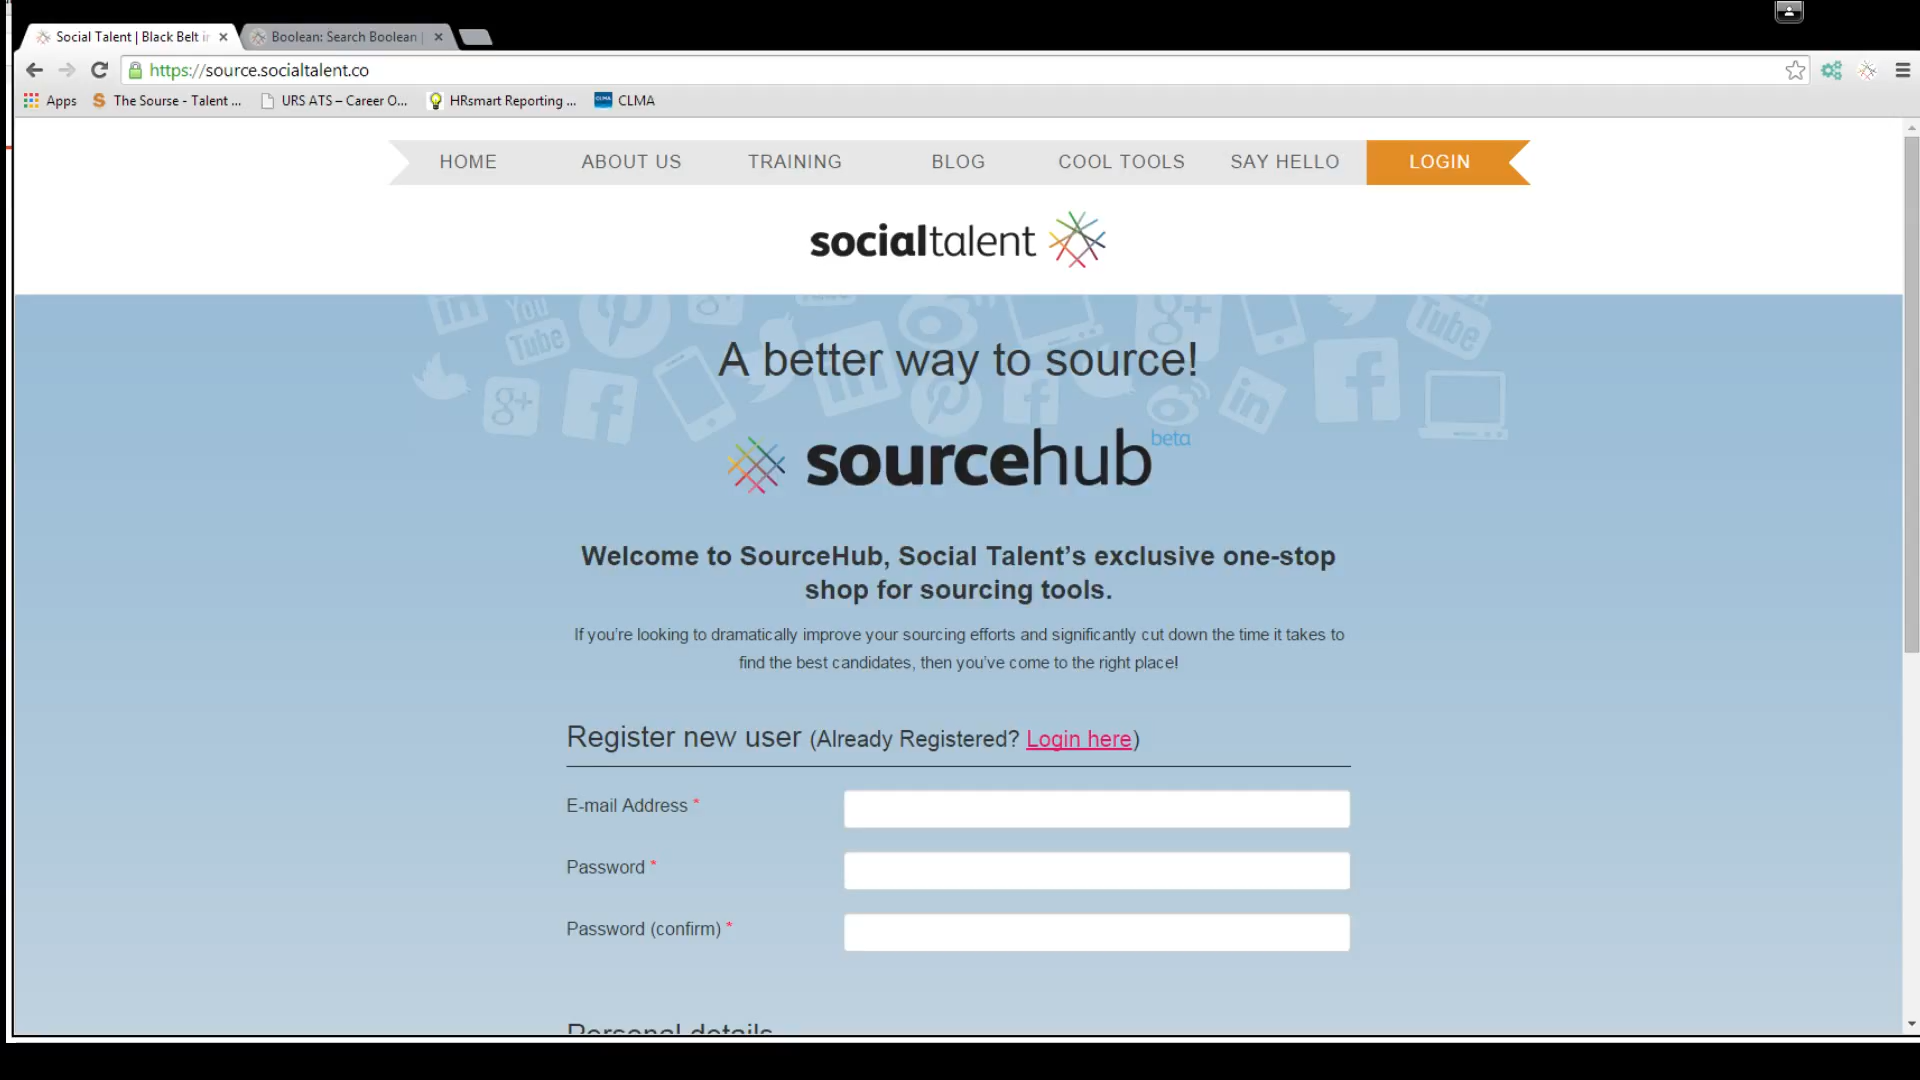 Social Talent | Black Belt in
Boolean: Search Boolean |
https://source.socialtalent.co
Apps
The Sourse - Talent ...
URS ATS – Career O...
HRsmart Reporting ...
CLMA
CLMA
HOME
ABOUT US
TRAINING
BLOG
COOL TOOLS
SAY HELLO
LOGIN
socialtalent
A better way to source!
sourcehub beta
Welcome to SourceHub, Social Talent’s exclusive one-stop
shop for sourcing tools.
If you’re looking to dramatically improve your sourcing efforts and significantly cut down the time it takes to
find the best candidates, then you’ve come to the right place!
Register new user (Already Registered? Login here)
E-mail Address *
Password *
Password (confirm) *
Personal details